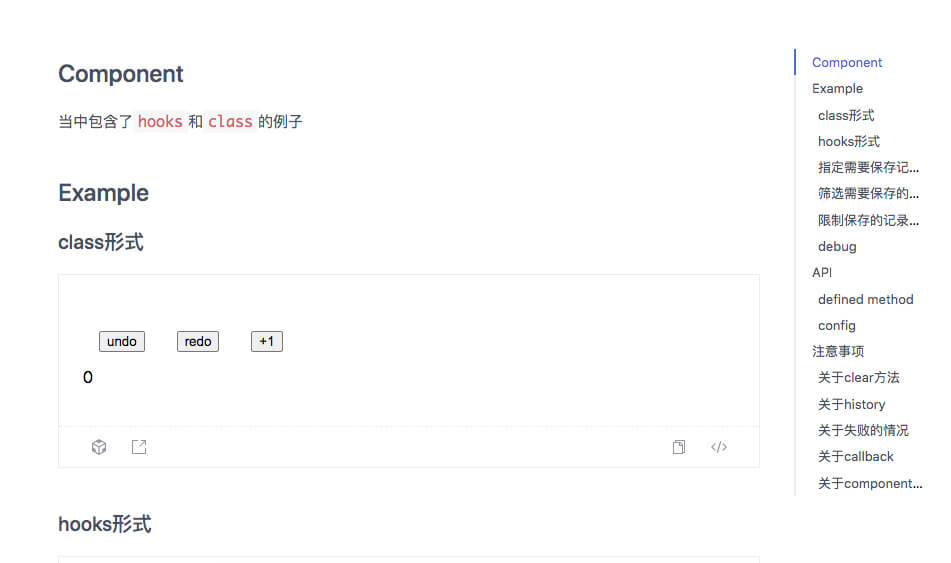 Component
当中包含了 hooks 和 class 的例子
Example
class形式
undo redo +1
0
hooks形式
Component
Example
class形式
hooks形式
指定需要保存记...
筛选需要保存的...
限制保存的记录...
debug
API
defined method
config
注意事项
关于clear方法
关于history
关于失败的情况
关于callback
关于component...